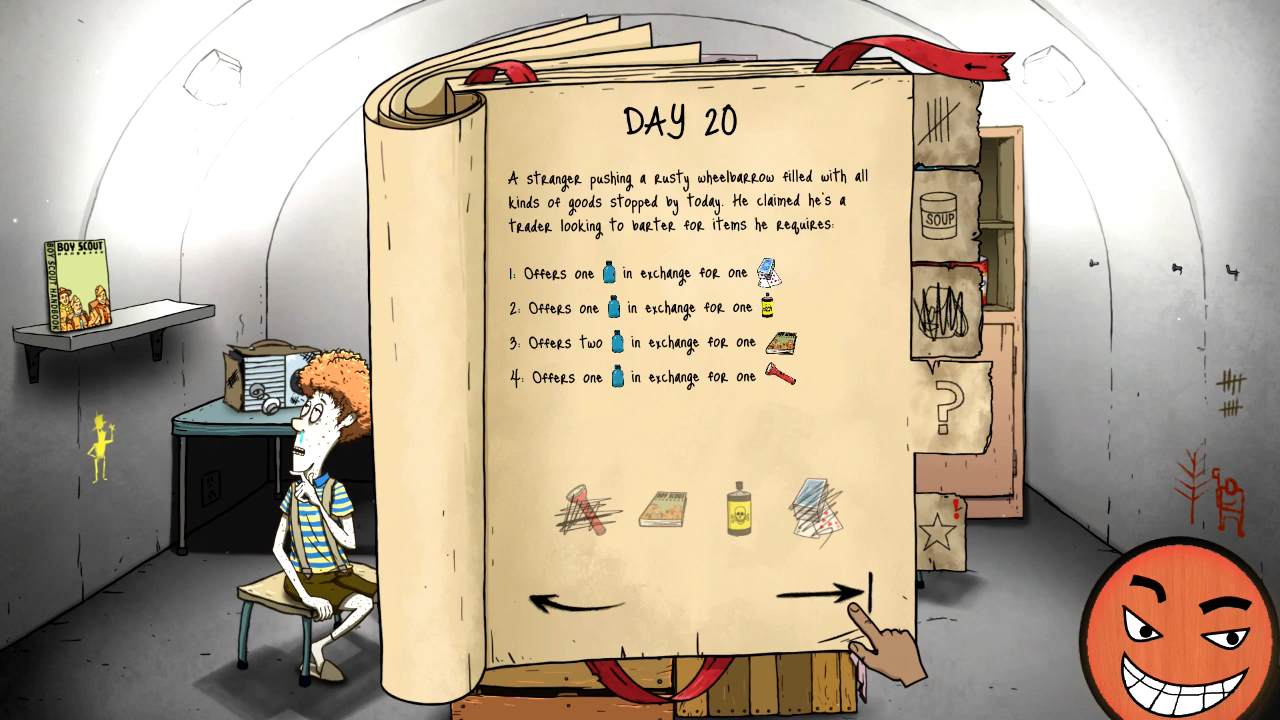 DAY 20
A stranger pushing a rusty wheelbarrow filled with all
kinds of goods stopped by today. He claimed he's a
trader looking to barter for items he requires:
1: Offers one in exchange for one
2: Offers one in exchange for one
3: Offers two in exchange for one
4: Offers one in exchange for one
SOUP
?
!
BOY SCOUT
HANDBOOK
BOY SCOUT HANDBOOK
BOY SCOUT